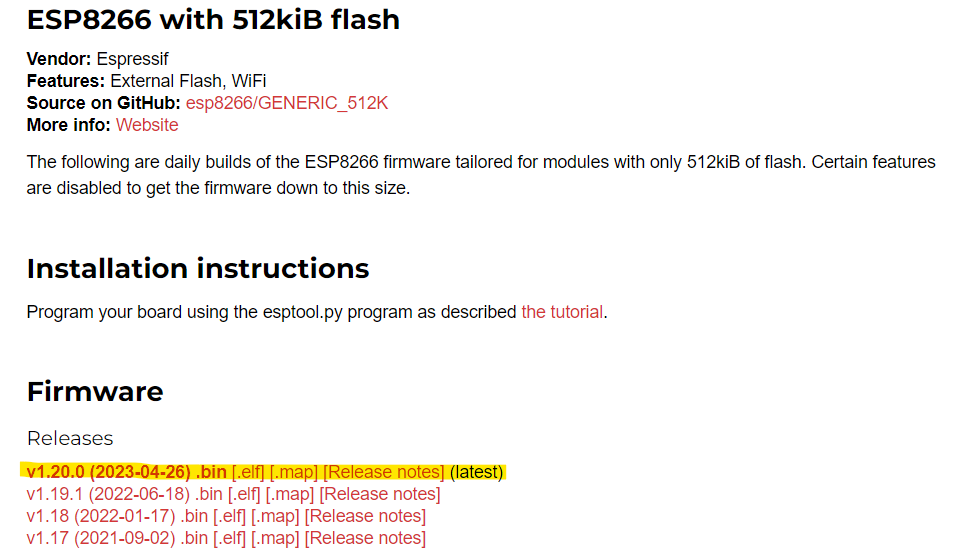 ESP8266 with 512kiB flash
Vendor: Espressif
Features: External Flash, WiFi
Source on GitHub: esp8266/GENERIC_512K
More info: Website
The following are daily builds of the ESP8266 firmware tailored for modules with only 512kiB of flash. Certain features
are disabled to get the firmware down to this size.
Installation instructions
Program your board using the esptool.py program as described the tutorial.
Firmware
Releases
v1.20.0 (2023-04-26) .bin [.elf] [.map] [Release notes] (latest)
v1.19.1 (2022-06-18) .bin [.elf] [.map] [Release notes]
v1.18 (2022-01-17) .bin [.elf] [.map] [Release notes]
v1.17 (2021-09-02) .bin [.elf] [.map] [Release notes]